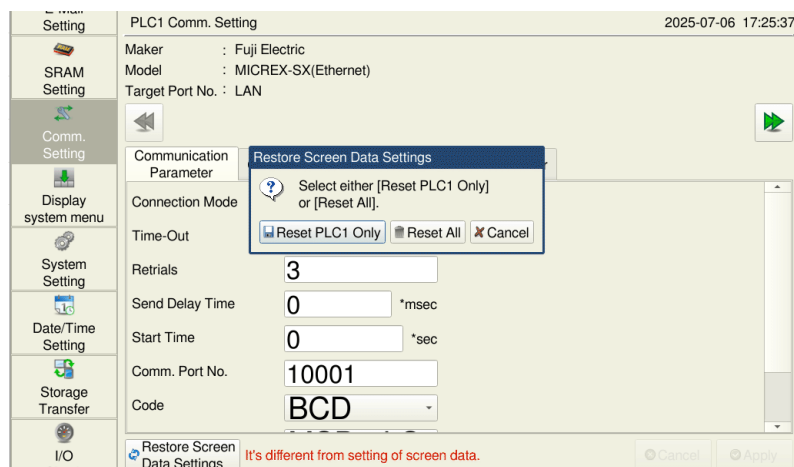 Setting
PLC1 Comm. Setting
2025-07-06 17:25:37
SRAM
Setting
Comm.
Setting
Display
system menu
System
Setting
Date/Time
Setting
Storage
Transfer
I/O
Maker : Fuji Electric
Model : MICREX-SX(Ethernet)
Target Port No. : LAN
Communication
Parameter
Restore Screen Data Settings
Select either [Reset PLC1 Only]
or [Reset All].
Reset PLC1 Only
Reset All
Cancel
Connection Mode
Time-Out
Retrials 3
Send Delay Time 0 *msec
Start Time 0 *sec
Comm. Port No. 10001
Code BCD
Restore Screen
Data Settings
It's different from setting of screen data.
Cancel
Apply